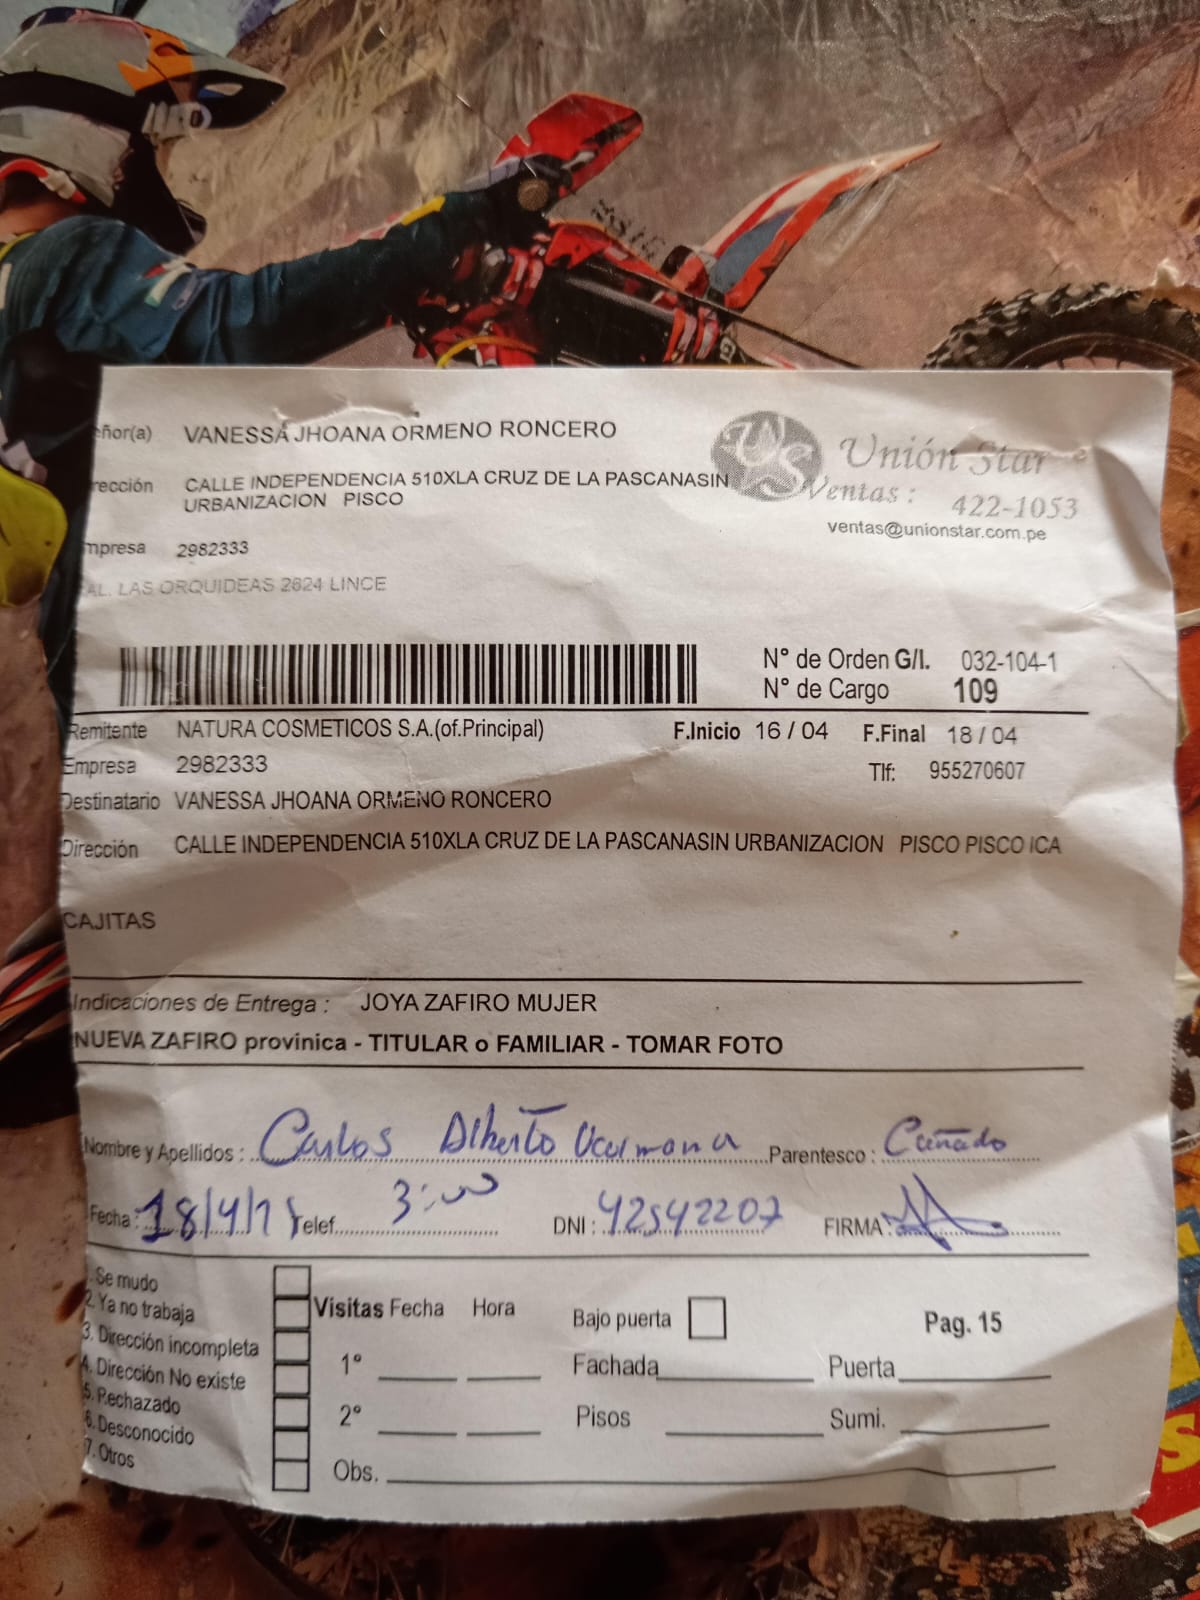 eñor(a) VANESSA JHOANA ORMENO RONCERO
Unión Star
rección CALLE INDEPENDENCIA 510XLA CRUZ DE LA PASCANASIN
URBANIZACION PISCO
Ventas : 422-1053
ventas@unionstar.com.pe
mpresa 2982333
AL. LAS ORQUIDEAS 2624 LINCE
N° de Orden G/I. 032-104-1
N° de Cargo 109
Remitente NATURA COSMETICOS S.A.(of.Principal) F.Inicio 16 / 04 F.Final 18 / 04
Empresa 2982333 Tlf: 955270607
Destinatario VANESSA JHOANA ORMENO RONCERO
Dirección CALLE INDEPENDENCIA 510XLA CRUZ DE LA PASCANASIN URBANIZACION PISCO PISCO ICA
CAJITAS
Indicaciones de Entrega : JOYA ZAFIRO MUJER
NUEVA ZAFIRO provinica - TITULAR o FAMILIAR - TOMAR FOTO
Nombre y Apellidos : Carlos Alberto Ucumana Parentesco : Cuñado
Fecha : 18/4/ Telef. 3:00 DNI : 42542207 FIRMA:
1. Se mudo
2. Ya no trabaja
3. Dirección incompleta
4. Dirección No existe
5. Rechazado
6. Desconocido
7. Otros
Visitas Fecha Hora Bajo puerta Pag. 15
1° Fachada Puerta
2° Pisos Sumi.
Obs.